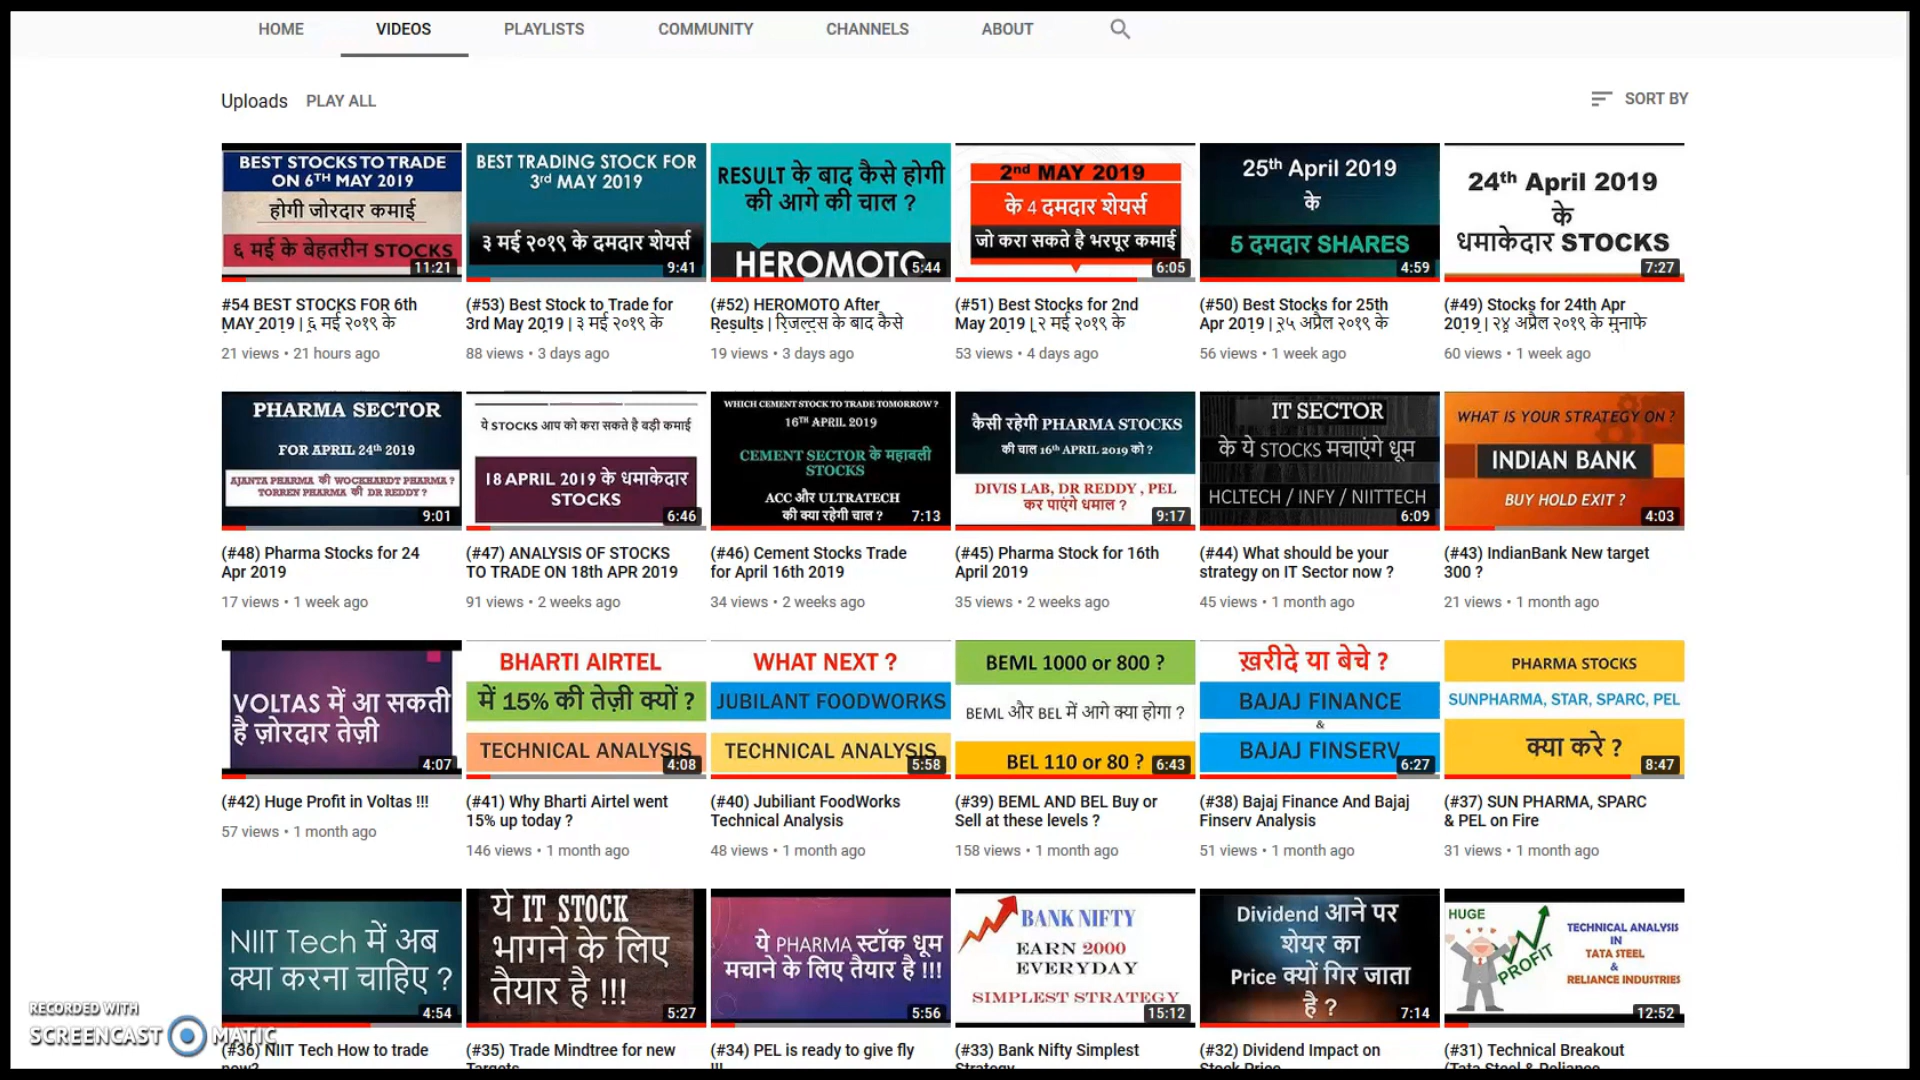 HOME VIDEOS PLAYLISTS COMMUNITY CHANNELS ABOUT
Uploads PLAY ALL SORT BY
BEST STOCKS TO TRADE
ON 6TH MAY 2019
होगी जोरदार कमाई
६ मई के बेहतरीन STOCKS
11:21
BEST TRADING STOCK FOR
3rd MAY 2019
३ मई २०१९ के दमदार शेयर्स
9:41
RESULT के बाद कैसे होगी
की आगे की चाल ?
HEROMOTO
5:44
2nd MAY 2019
के 4 दमदार शेयर्स
जो करा सकते है भरपूर कमाई
6:05
25th April 2019
के
5 दमदार SHARES
4:59
24th April 2019
के
धमाकेदार STOCKS
7:27
#54 BEST STOCKS FOR 6th
MAY 2019 | ६ मई २०१९ के
21 views • 21 hours ago
(#53) Best Stock to Trade for
3rd May 2019 | ३ मई २०१९ के
88 views • 3 days ago
(#52) HEROMOTO After
Results | रिजल्ट्स के बाद कैसे
19 views • 3 days ago
(#51) Best Stocks for 2nd
May 2019 | २ मई २०१९ के
53 views • 4 days ago
(#50) Best Stocks for 25th
Apr 2019 | २५ अप्रैल २०१९ के
56 views • 1 week ago
(#49) Stocks for 24th Apr
2019 | २४ अप्रैल २०१९ के मुनाफे
60 views • 1 week ago
PHARMA SECTOR
FOR APRIL 24th 2019
AJANTA PHARMA की WOCKHARDT PHARMA ?
TORREN PHARMA की DR REDDY ?
9:01
ये STOCKS आप को करा सकते है बड़ी कमाई
18 APRIL 2019 के धमाकेदार
STOCKS
6:46
WHICH CEMENT STOCK TO TRADE TOMORROW ?
16TH APRIL 2019
CEMENT SECTOR के महाबली
STOCKS
ACC और ULTRATECH
की क्या रहेगी चाल ?
7:13
कैसी रहेगी PHARMA STOCKS
की चाल 16th APRIL 2019 को ?
DIVIS LAB, DR REDDY , PEL
कर पाएंगे धमाल ?
9:17
IT SECTOR
के ये STOCKS मचाएंगे धूम
HCLTECH / INFY / NIITTECH
6:09
WHAT IS YOUR STRATEGY ON ?
INDIAN BANK
BUY HOLD EXIT ?
4:03
(#48) Pharma Stocks for 24
Apr 2019
17 views • 1 week ago
(#47) ANALYSIS OF STOCKS
TO TRADE ON 18th APR 2019
91 views • 2 weeks ago
(#46) Cement Stocks Trade
for April 16th 2019
34 views • 2 weeks ago
(#45) Pharma Stock for 16th
April 2019
35 views • 2 weeks ago
(#44) What should be your
strategy on IT Sector now ?
45 views • 1 month ago
(#43) IndianBank New target
300 ?
21 views • 1 month ago
VOLTAS में आ सकती
है ज़ोरदार तेज़ी
4:07
BHARTI AIRTEL
में 15% की तेज़ी क्यों ?
TECHNICAL ANALYSIS
4:08
WHAT NEXT ?
JUBILANT FOODWORKS
TECHNICAL ANALYSIS
5:58
BEML 1000 or 800 ?
BEML और BEL में आगे क्या होगा ?
BEL 110 or 80 ?
6:43
ख़रीदे या बेचे ?
BAJAJ FINANCE
&
BAJAJ FINSERV
6:27
PHARMA STOCKS
SUNPHARMA, STAR, SPARC, PEL
क्या करे ?
8:47
(#42) Huge Profit in Voltas !!!
57 views • 1 month ago
(#41) Why Bharti Airtel went
15% up today ?
146 views • 1 month ago
(#40) Jubiliant FoodWorks
Technical Analysis
48 views • 1 month ago
(#39) BEML AND BEL Buy or
Sell at these levels ?
158 views • 1 month ago
(#38) Bajaj Finance And Bajaj
Finserv Analysis
51 views • 1 month ago
(#37) SUN PHARMA, SPARC
& PEL on Fire
31 views • 1 month ago
NIIT Tech में अब
क्या करना चाहिए ?
4:54
ये IT STOCK
भागने के लिए
तैयार है !!!
5:27
ये PHARMA स्टॉक धूम
मचाने के लिए तैयार है !!!
5:56
BANK NIFTY
EARN 2000
EVERYDAY
SIMPLEST STRATEGY
15:12
Dividend आने पर
शेयर का
Price क्यों गिर जाता
है ?
7:14
HUGE
PROFIT
TECHNICAL ANALYSIS
IN
TATA STEEL
&
RELIANCE INDUSTRIES
12:52
(#36) NIIT Tech How to trade
now?
(#35) Trade Mindtree for new
Targets
(#34) PEL is ready to give fly
!!!
(#33) Bank Nifty Simplest
Strategy
(#32) Dividend Impact on
Stock Price
(#31) Technical Breakout
(Tata Steel & Reliance
RECORDED WITH
SCREENCAST MATIC